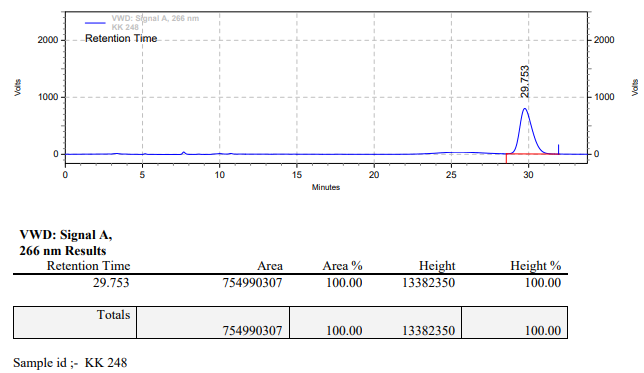 VWD: Signal A, 266 nm
KK 248
Retention Time
2000
1000
0
Volts
29.753
2000
1000
0
Volts
0 5 10 15 20 25 30
Minutes
VWD: Signal A,
266 nm Results
Retention Time Area Area % Height Height %
29.753 754990307 100.00 13382350 100.00
Totals
754990307 100.00 13382350 100.00
Sample id ;- KK 248